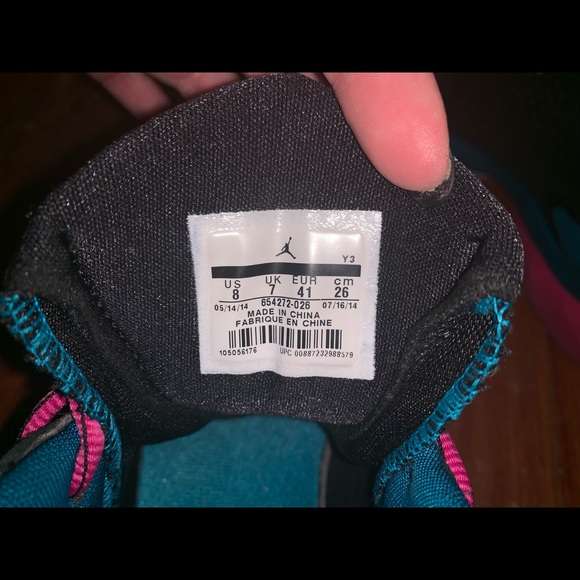 Y3
US UK EUR cm
8 7 41 26
05/14/14 654272-026 07/16/14
MADE IN CHINA
FABRIQUE EN CHINE
105056176 UPC 00887232988579